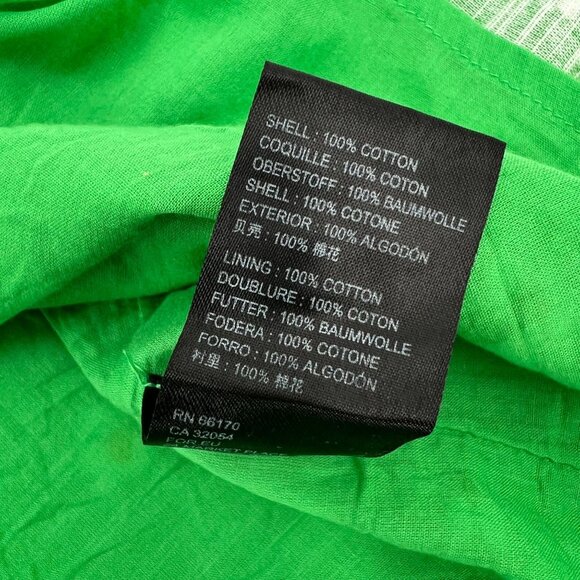 SHELL : 100% COTTON
COQUILLE : 100% COTON
OBERSTOFF : 100% BAUMWOLLE
SHELL : 100% COTONE
EXTERIOR : 100% ALGODÓN
贝壳 : 100% 棉花
LINING : 100% COTTON
DOUBLURE : 100% COTON
FUTTER : 100% BAUMWOLLE
FODERA : 100% COTONE
FORRO : 100% ALGODÓN
衬里 : 100% 棉花
RN 66170
CA 32054
FOR EU